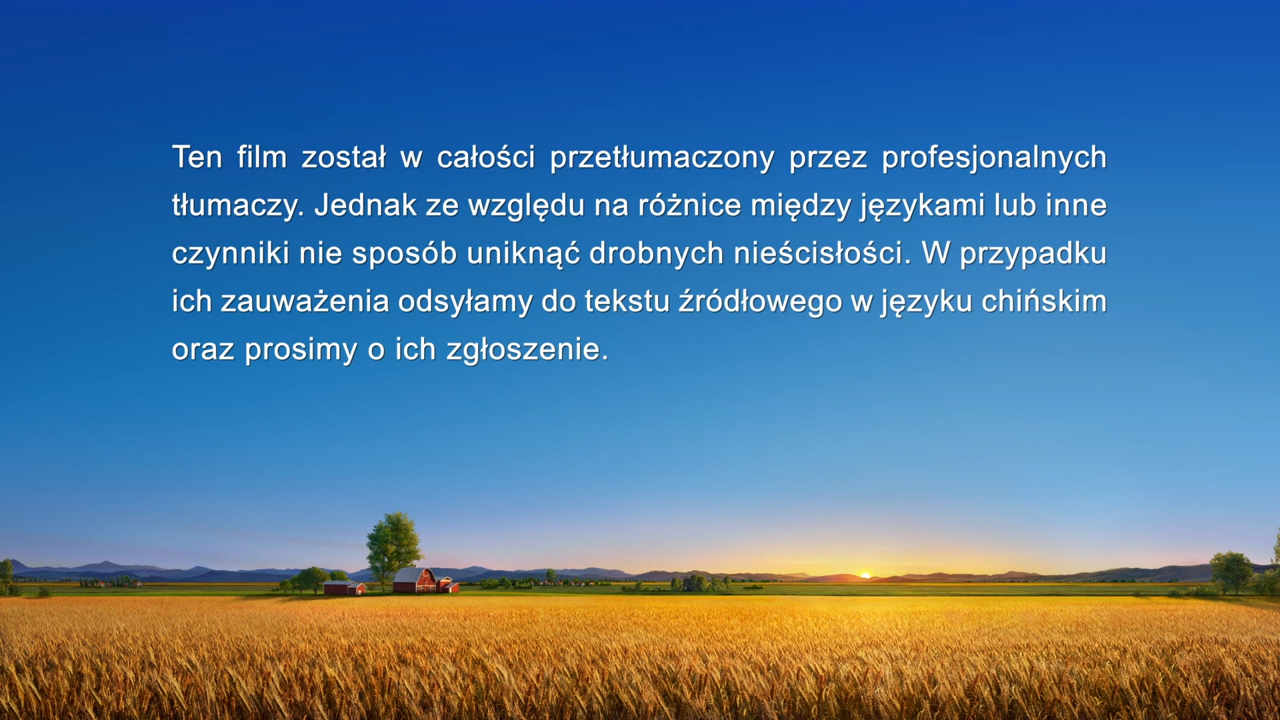 Ten film został w całości przetłumaczony przez profesjonalnych
tłumaczy. Jednak ze względu na różnice między językami lub inne
czynniki nie sposób uniknąć drobnych nieścisłości. W przypadku
ich zauważenia odsyłamy do tekstu źródłowego w języku chińskim
oraz prosimy o ich zgłoszenie.